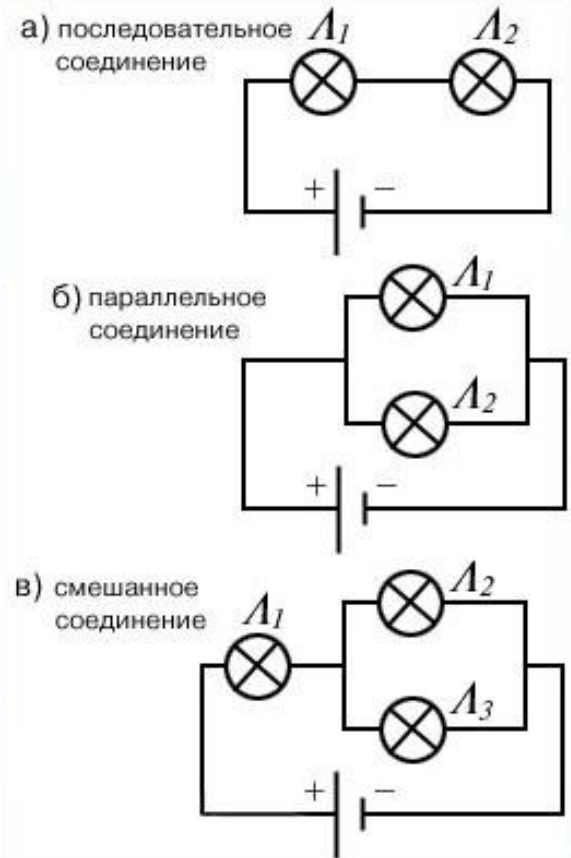 а) последовательное Л1 Л2
соединение
+ −
б) параллельное Л1
соединение
Л2
+ −
в) смешанное Л2
соединение Л1
Л3
+ −